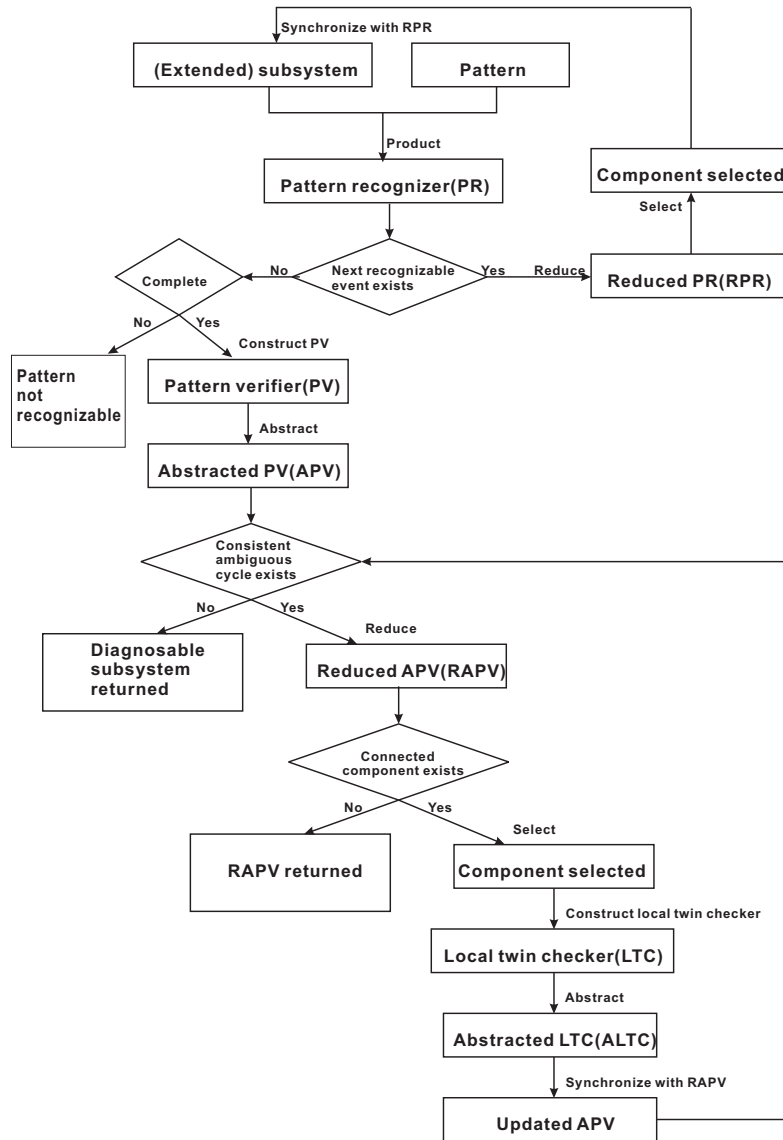 Synchronize with RPR
(Extended) subsystem
Pattern
Product
Component selected
Pattern recognizer(PR)
Select
Complete
No
Next recognizable
event exists
Yes
Reduce
Reduced PR(RPR)
No
Yes
Construct PV
Pattern
not
recognizable
Pattern verifier(PV)
Abstract
Abstracted PV(APV)
Consistent
ambiguous
cycle exists
No
Yes
Reduce
Diagnosable
subsystem
returned
Reduced APV(RAPV)
Connected
component exists
No
Yes
Select
RAPV returned
Component selected
Construct local twin checker
Local twin checker(LTC)
Abstract
Abstracted LTC(ALTC)
Synchronize with RAPV
Updated APV